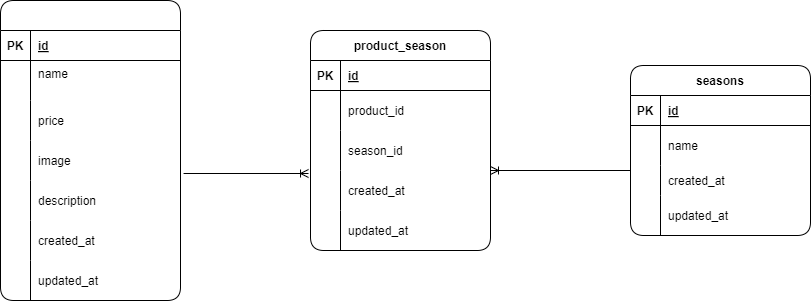 PK id
name
price
image
description
created_at
updated_at
product_season
PK id
product_id
season_id
created_at
updated_at
seasons
PK id
name
created_at
updated_at